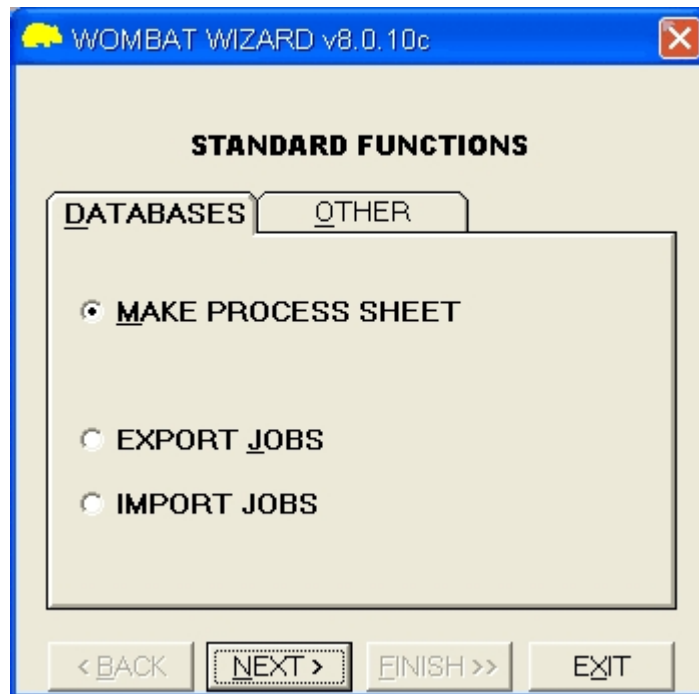 WOMBAT WIZARD v8.0.10c
STANDARD FUNCTIONS
DATABASES OTHER
MAKE PROCESS SHEET
EXPORT JOBS
IMPORT JOBS
< BACK NEXT > FINISH >> EXIT